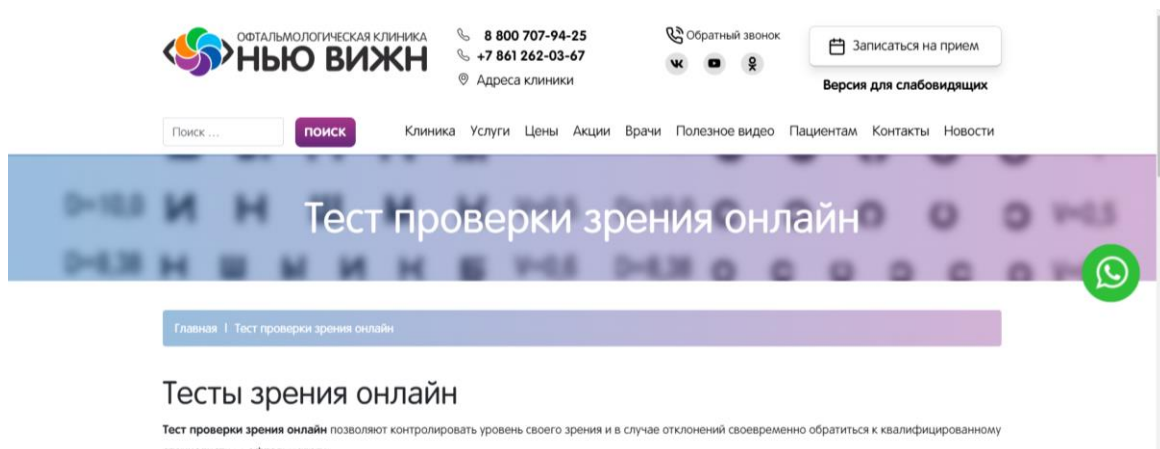 ОФТАЛЬМОЛОГИЧЕСКАЯ КЛИНИКА
НЬЮ ВИЖН
8 800 707-94-25
+7 861 262-03-67
Адреса клиники
Обратный звонок
Записаться на прием
Версия для слабовидящих
Поиск ...
ПОИСК
Клиника Услуги Цены Акции Врачи Полезное видео Пациентам Контакты Новости
Тест проверки зрения онлайн
Главная | Тест проверки зрения онлайн
Тесты зрения онлайн
Тест проверки зрения онлайн позволяют контролировать уровень своего зрения и в случае отклонений своевременно обратиться к квалифицированному